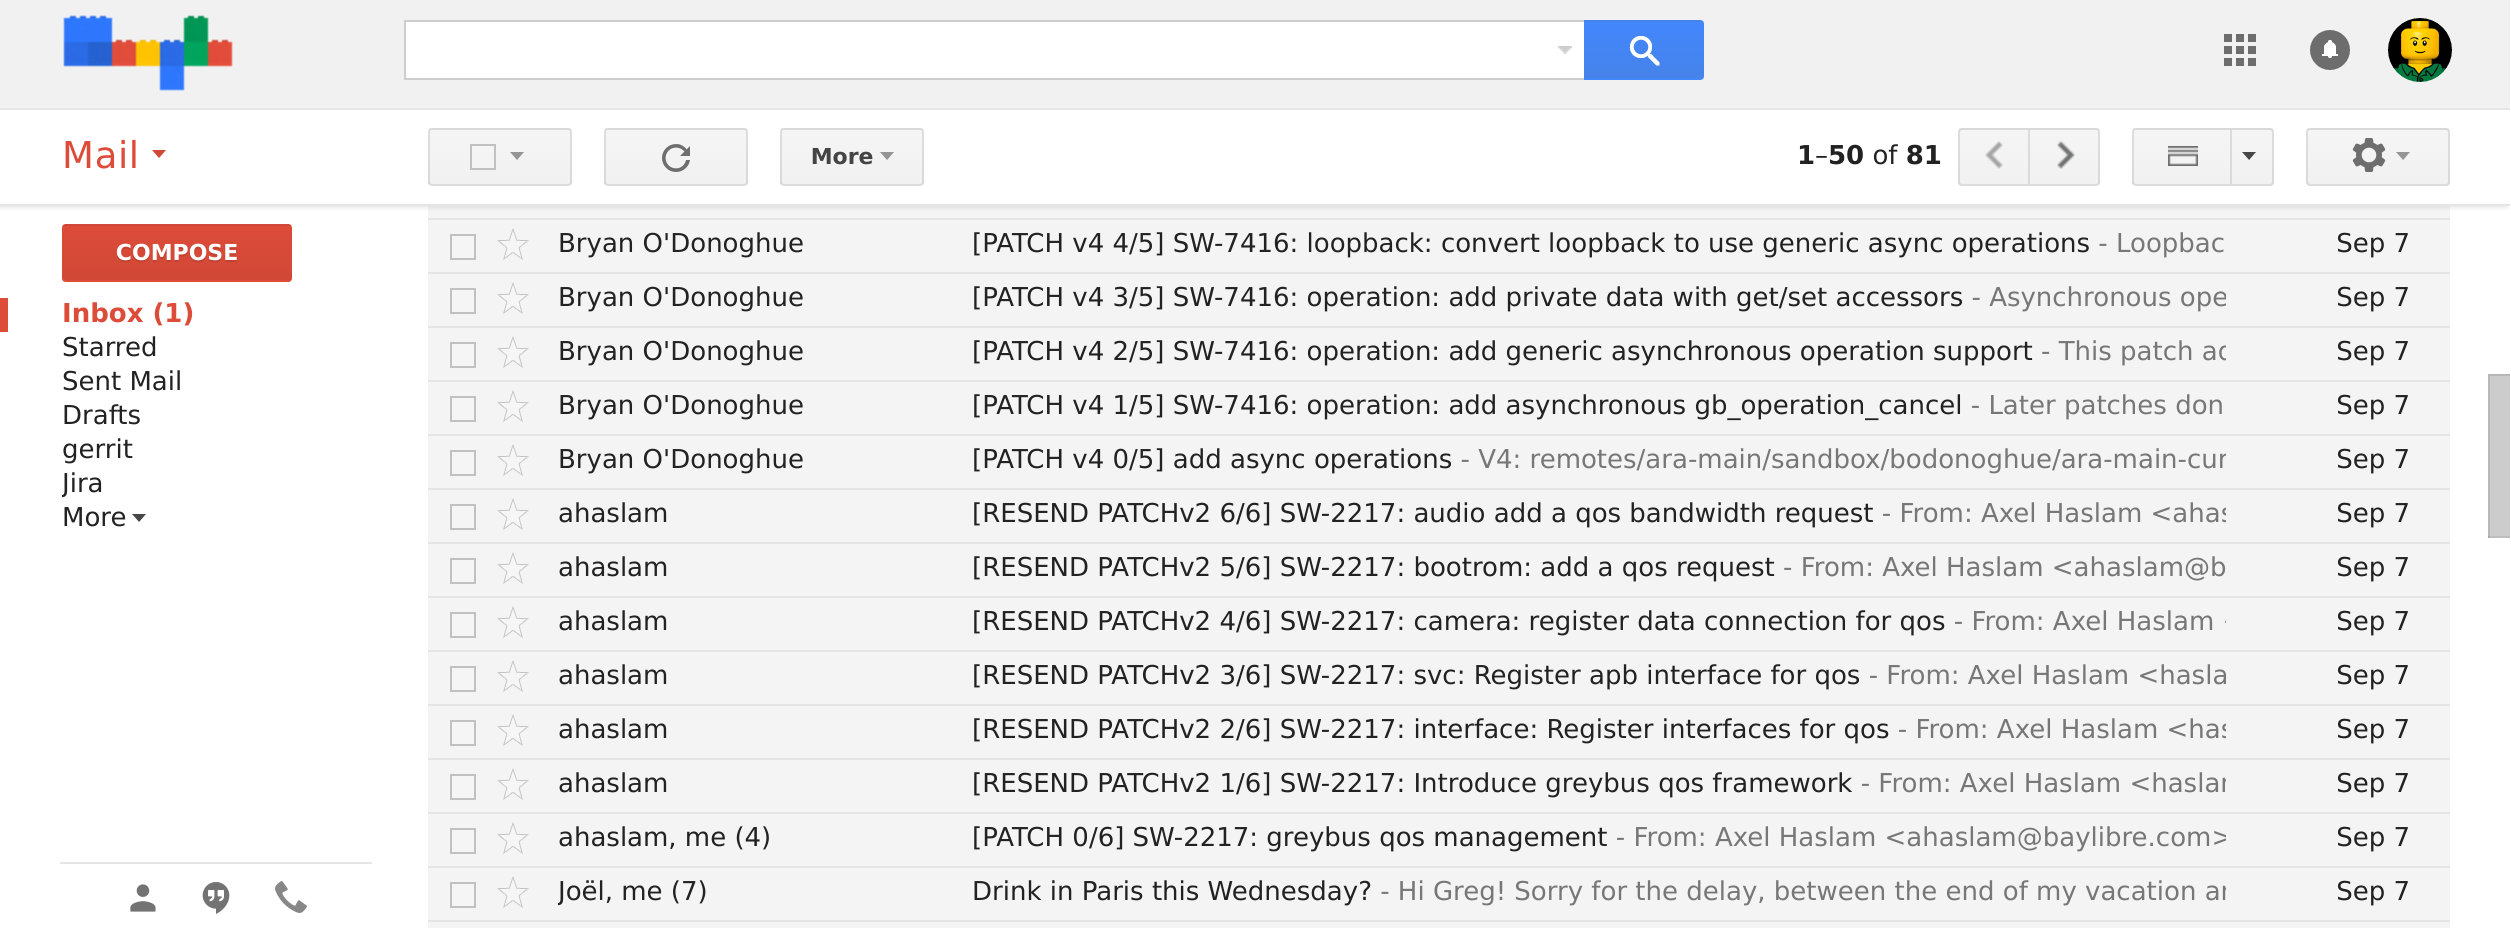 Mail
More
1–50 of 81
COMPOSE
Inbox (1)
Starred
Sent Mail
Drafts
gerrit
Jira
More
Bryan O'Donoghue [PATCH v4 4/5] SW-7416: loopback: convert loopback to use generic async operations - Loopbac Sep 7
Bryan O'Donoghue [PATCH v4 3/5] SW-7416: operation: add private data with get/set accessors - Asynchronous ope Sep 7
Bryan O'Donoghue [PATCH v4 2/5] SW-7416: operation: add generic asynchronous operation support - This patch ad Sep 7
Bryan O'Donoghue [PATCH v4 1/5] SW-7416: operation: add asynchronous gb_operation_cancel - Later patches don Sep 7
Bryan O'Donoghue [PATCH v4 0/5] add async operations - V4: remotes/ara-main/sandbox/bodonoghue/ara-main-cur Sep 7
ahaslam [RESEND PATCHv2 6/6] SW-2217: audio add a qos bandwidth request - From: Axel Haslam <ahas Sep 7
ahaslam [RESEND PATCHv2 5/6] SW-2217: bootrom: add a qos request - From: Axel Haslam <ahaslam@b Sep 7
ahaslam [RESEND PATCHv2 4/6] SW-2217: camera: register data connection for qos - From: Axel Haslam Sep 7
ahaslam [RESEND PATCHv2 3/6] SW-2217: svc: Register apb interface for qos - From: Axel Haslam <hasla Sep 7
ahaslam [RESEND PATCHv2 2/6] SW-2217: interface: Register interfaces for qos - From: Axel Haslam <has Sep 7
ahaslam [RESEND PATCHv2 1/6] SW-2217: Introduce greybus qos framework - From: Axel Haslam <haslar Sep 7
ahaslam, me (4) [PATCH 0/6] SW-2217: greybus qos management - From: Axel Haslam <ahaslam@baylibre.com> Sep 7
Joël, me (7) Drink in Paris this Wednesday? - Hi Greg! Sorry for the delay, between the end of my vacation ar Sep 7